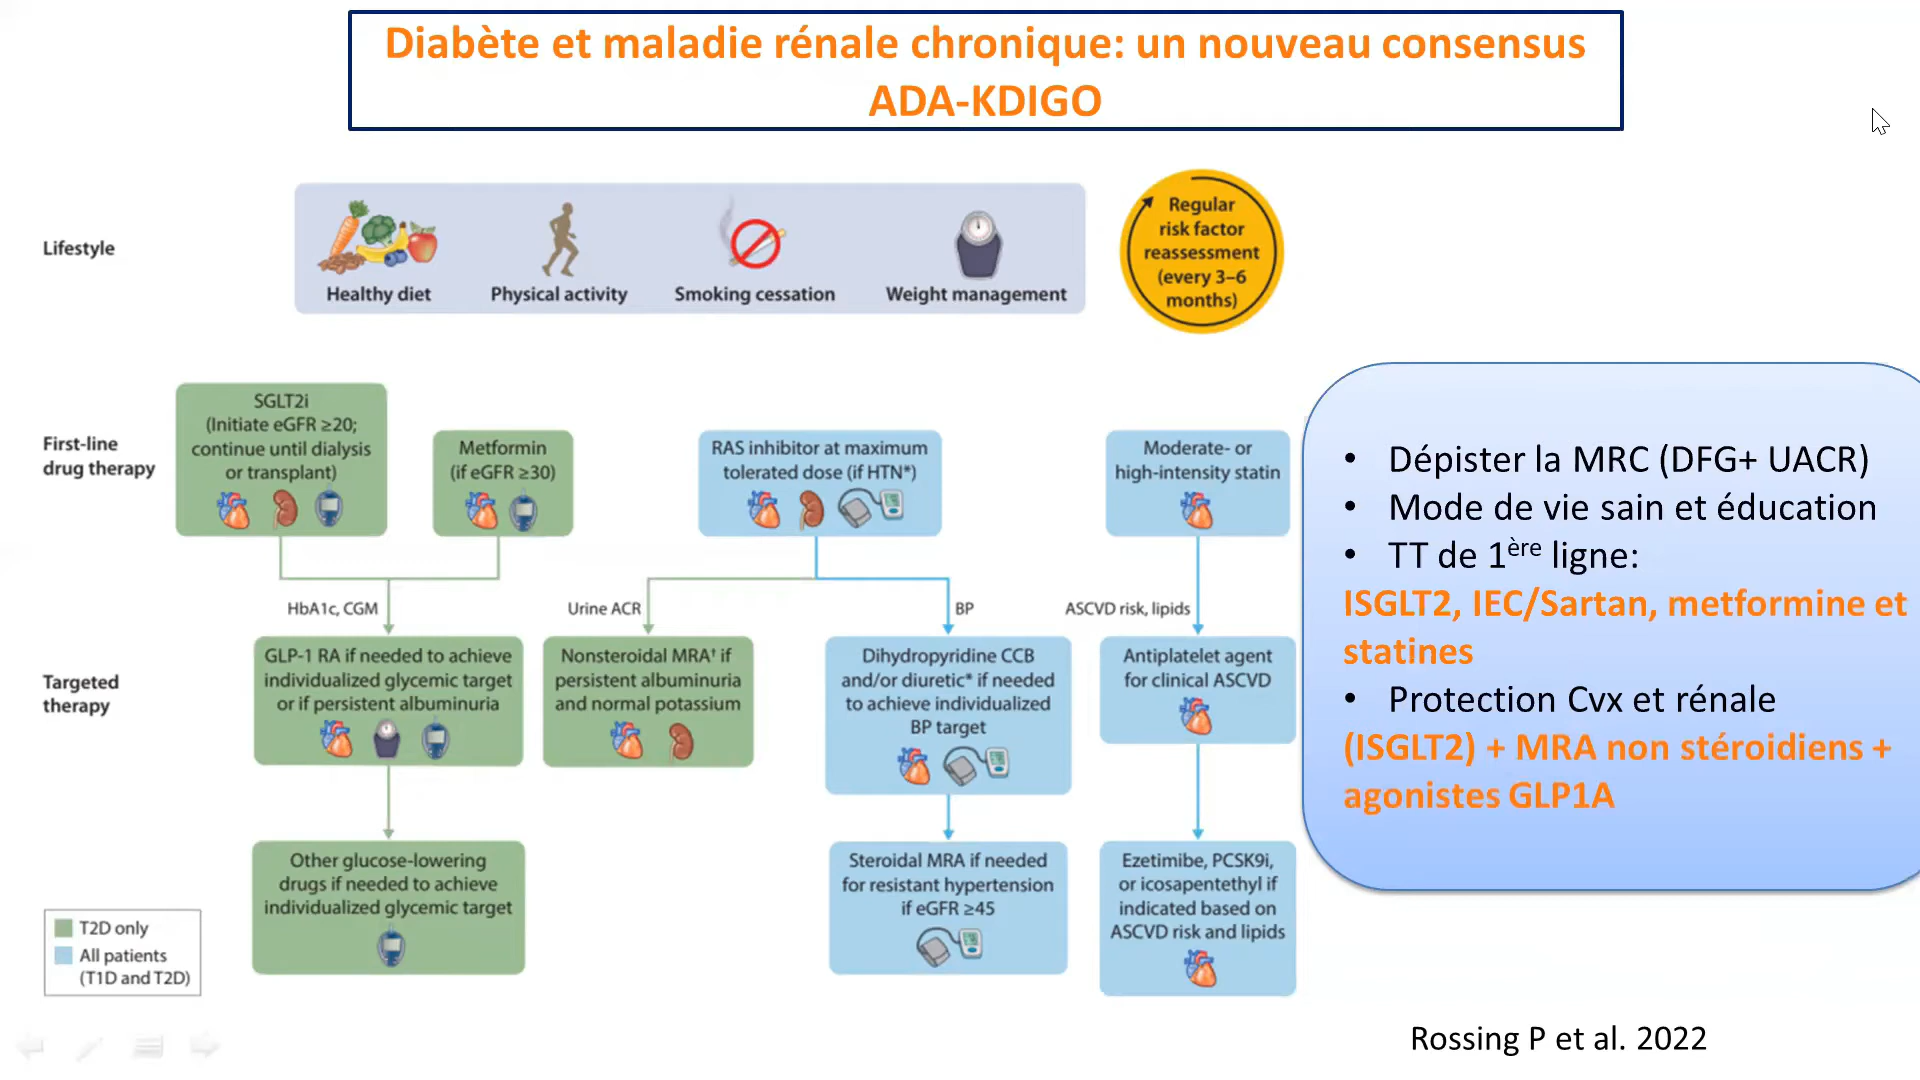 Diabète et maladie rénale chronique: un nouveau consensus
ADA-KDIGO
Lifestyle
Healthy diet
Physical activity
Smoking cessation
Weight management
Regular
risk factor
reassessment
(every 3–6
months)
First-line
drug therapy
SGLT2i
(Initiate eGFR ≥20;
continue until dialysis
or transplant)
Metformin
(if eGFR ≥30)
RAS inhibitor at maximum
tolerated dose (if HTN*)
Moderate- or
high-intensity statin
HbA1c, CGM
Urine ACR
BP
ASCVD risk, lipids
Targeted
therapy
GLP-1 RA if needed to achieve
individualized glycemic target
or if persistent albuminuria
Nonsteroidal MRA† if
persistent albuminuria
and normal potassium
Dihydropyridine CCB
and/or diuretic* if needed
to achieve individualized
BP target
Antiplatelet agent
for clinical ASCVD
Other glucose-lowering
drugs if needed to achieve
individualized glycemic target
Steroidal MRA if needed
for resistant hypertension
if eGFR ≥45
Ezetimibe, PCSK9i,
or icosapentethyl if
indicated based on
ASCVD risk and lipids
T2D only
All patients
(T1D and T2D)
• Dépister la MRC (DFG+ UACR)
• Mode de vie sain et éducation
• TT de 1ère ligne:
ISGLT2, IEC/Sartan, metformine et
statines
• Protection Cvx et rénale
(ISGLT2) + MRA non stéroidiens +
agonistes GLP1A
Rossing P et al. 2022